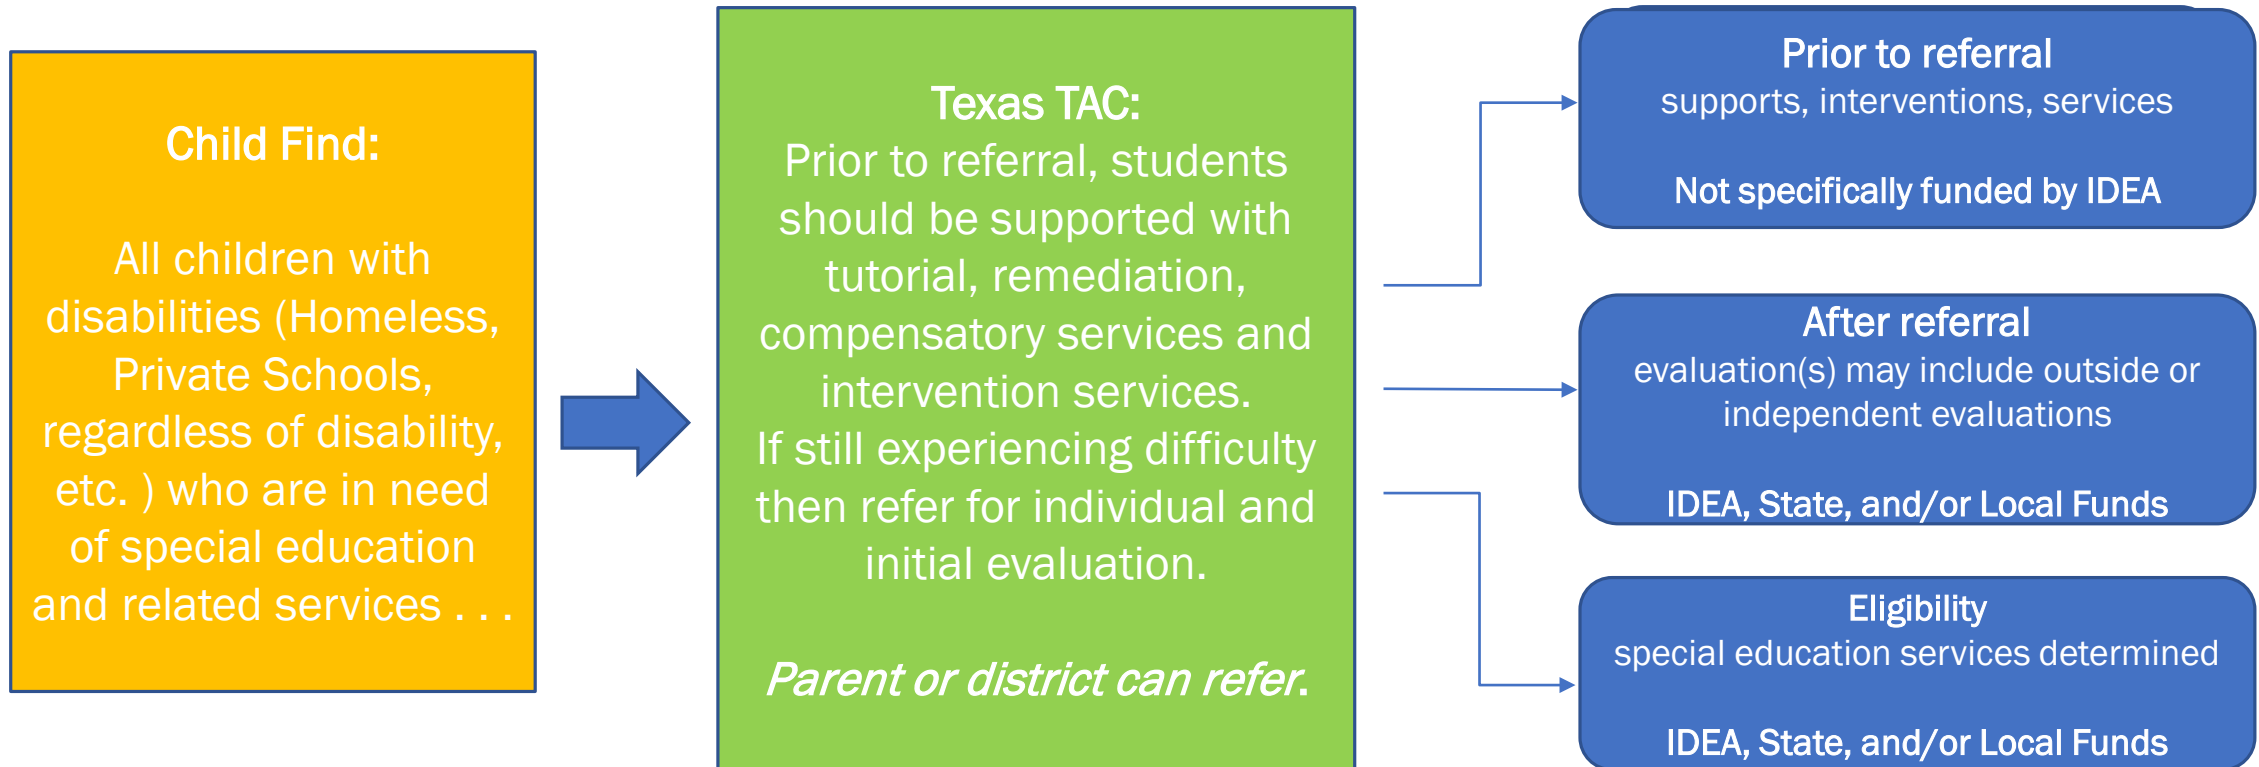 Child Find:
All children with
disabilities (Homeless,
Private Schools,
regardless of disability,
etc. ) who are in need
of special education
and related services . . .
Texas TAC:
Prior to referral, students
should be supported with
tutorial, remediation,
compensatory services and
intervention services.
If still experiencing difficulty
then refer for individual and
initial evaluation.
Parent or district can refer.
Prior to referral
supports, interventions, services
Not specifically funded by IDEA
After referral
evaluation(s) may include outside or
independent evaluations
IDEA, State, and/or Local Funds
Eligibility
special education services determined
IDEA, State, and/or Local Funds